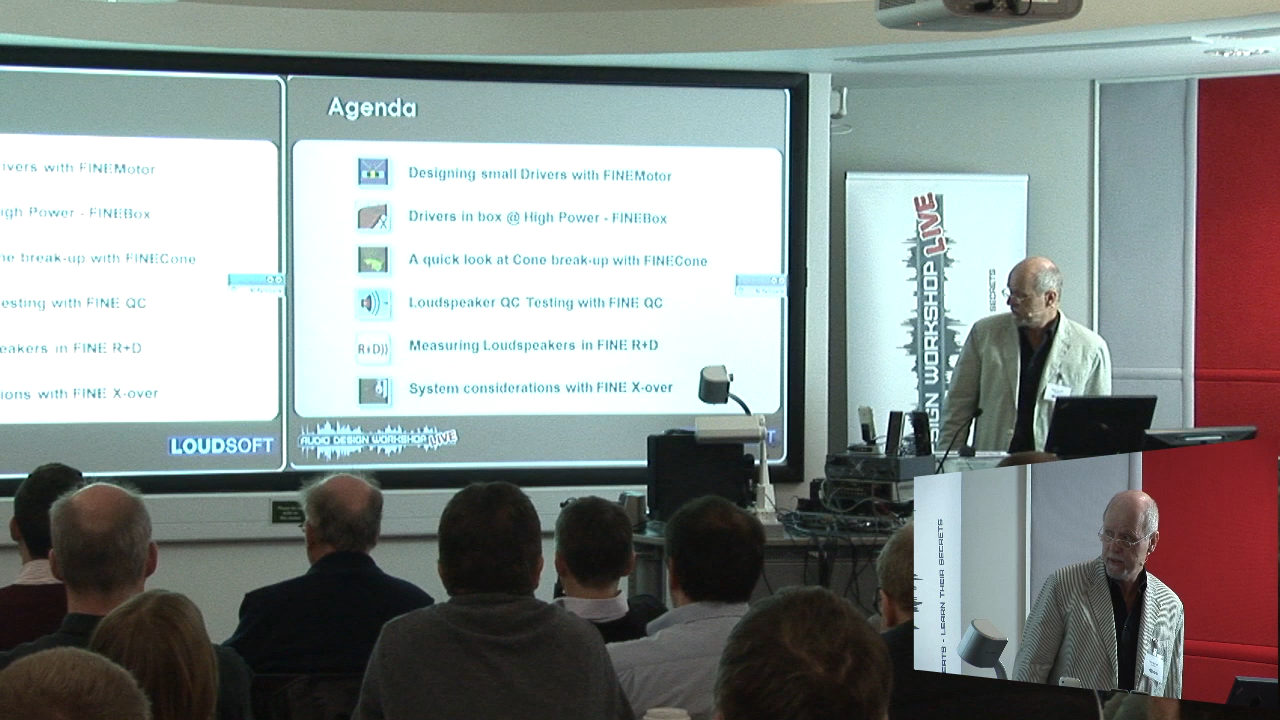 Agenda
ivers with FINEMotor
igh Power - FINEBox
ne break-up with FINECone
esting with FINE QC
eakers in FINE R+D
ions with FINE X-over
LOUDSOFT
Designing small Drivers with FINEMotor
Drivers in box @ High Power - FINEBox
A quick look at Cone break-up with FINECone
Loudspeaker QC Testing with FINE QC
R+D))
Measuring Loudspeakers in FINE R+D
System considerations with FINE X-over
AUDIO DESIGN WORKSHOP LIVE
FT
SIGN WORKSHOP LIVE
SECRETS
ERTS - LEARN THEIR SECRETS